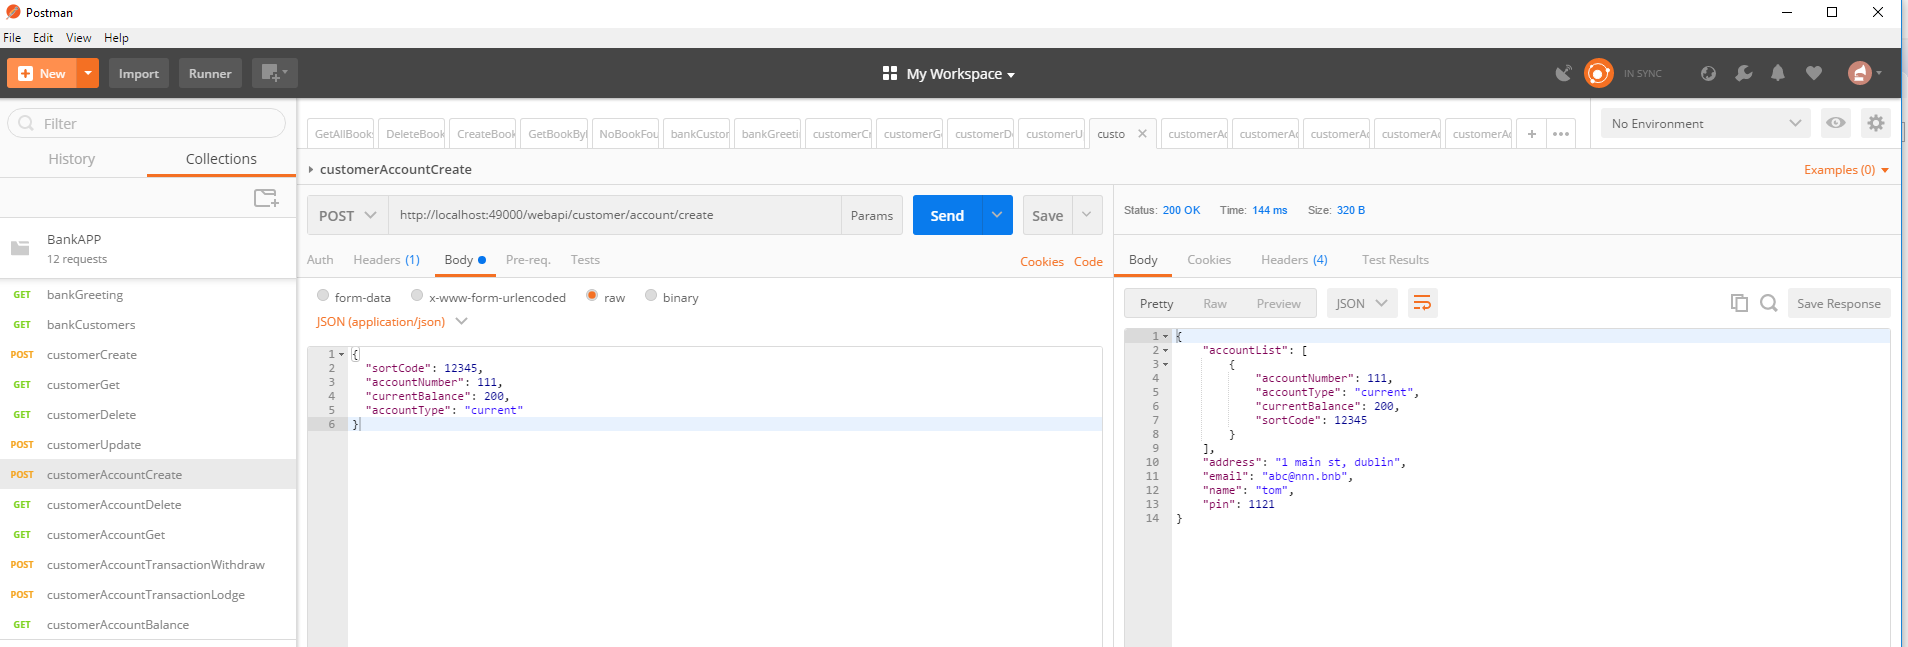 Postman
File Edit View Help
New Import Runner My Workspace IN SYNC
Filter
History Collections
BankAPP
12 requests
GET bankGreeting
GET bankCustomers
POST customerCreate
GET customerGet
GET customerDelete
POST customerUpdate
POST customerAccountCreate
GET customerAccountDelete
GET customerAccountGet
POST customerAccountTransactionWithdraw
POST customerAccountTransactionLodge
GET customerAccountBalance
GetAllBook DeleteBook CreateBook GetBookByI NoBookFou bankCustor bankGreeti customerC customerG customerD customerU custo customerA customerA customerA customerA customerA
No Environment
customerAccountCreate
Examples (0)
POST http://localhost:49000/webapi/customer/account/create Params Send Save
Auth Headers (1) Body Pre-req. Tests Cookies Code
form-data x-www-form-urlencoded raw binary
JSON (application/json)
1 {
2 "sortCode": 12345,
3 "accountNumber": 111,
4 "currentBalance": 200,
5 "accountType": "current"
6 }
Status: 200 OK Time: 144 ms Size: 320 B
Body Cookies Headers (4) Test Results
Pretty Raw Preview JSON Save Response
1 {
2 "accountList": [
3 {
4 "accountNumber": 111,
5 "accountType": "current",
6 "currentBalance": 200,
7 "sortCode": 12345
8 }
9 ],
10 "address": "1 main st, dublin",
11 "email": "abc@nnn.bnb",
12 "name": "tom",
13 "pin": 1121
14 }